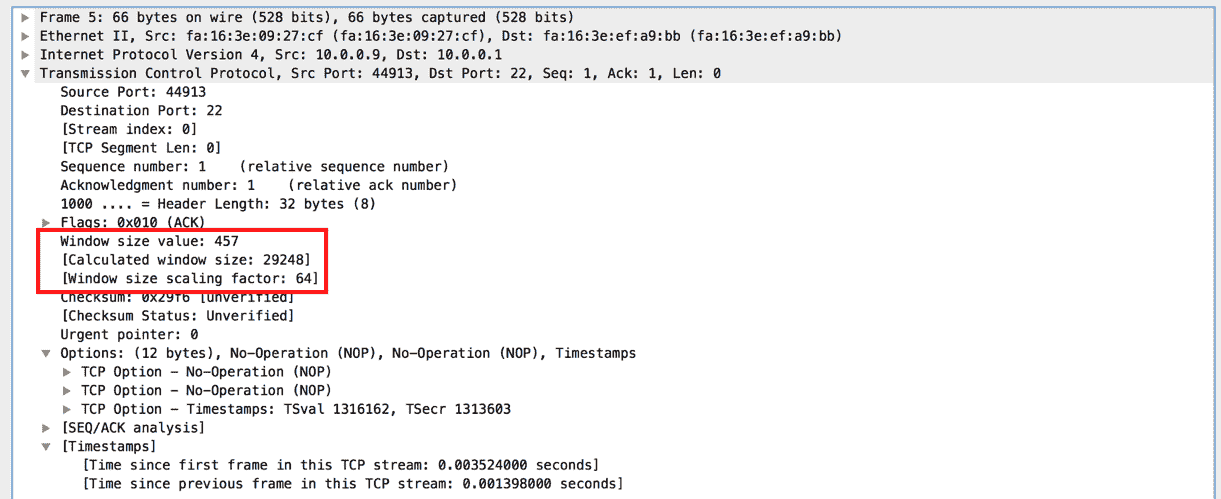 Frame 5: 66 bytes on wire (528 bits), 66 bytes captured (528 bits)
Ethernet II, Src: fa:16:3e:09:27:cf (fa:16:3e:09:27:cf), Dst: fa:16:3e:ef:a9:bb (fa:16:3e:ef:a9:bb)
Internet Protocol Version 4, Src: 10.0.0.9, Dst: 10.0.0.1
Transmission Control Protocol, Src Port: 44913, Dst Port: 22, Seq: 1, Ack: 1, Len: 0
Source Port: 44913
Destination Port: 22
[Stream index: 0]
[TCP Segment Len: 0]
Sequence number: 1    (relative sequence number)
Acknowledgment number: 1    (relative ack number)
1000 .... = Header Length: 32 bytes (8)
Flags: 0x010 (ACK)
Window size value: 457
[Calculated window size: 29248]
[Window size scaling factor: 64]
Checksum: 0x29f6 [unverified]
[Checksum Status: Unverified]
Urgent pointer: 0
Options: (12 bytes), No-Operation (NOP), No-Operation (NOP), Timestamps
TCP Option - No-Operation (NOP)
TCP Option - No-Operation (NOP)
TCP Option - Timestamps: TSval 1316162, TSecr 1313603
[SEQ/ACK analysis]
[Timestamps]
[Time since first frame in this TCP stream: 0.003524000 seconds]
[Time since previous frame in this TCP stream: 0.001398000 seconds]